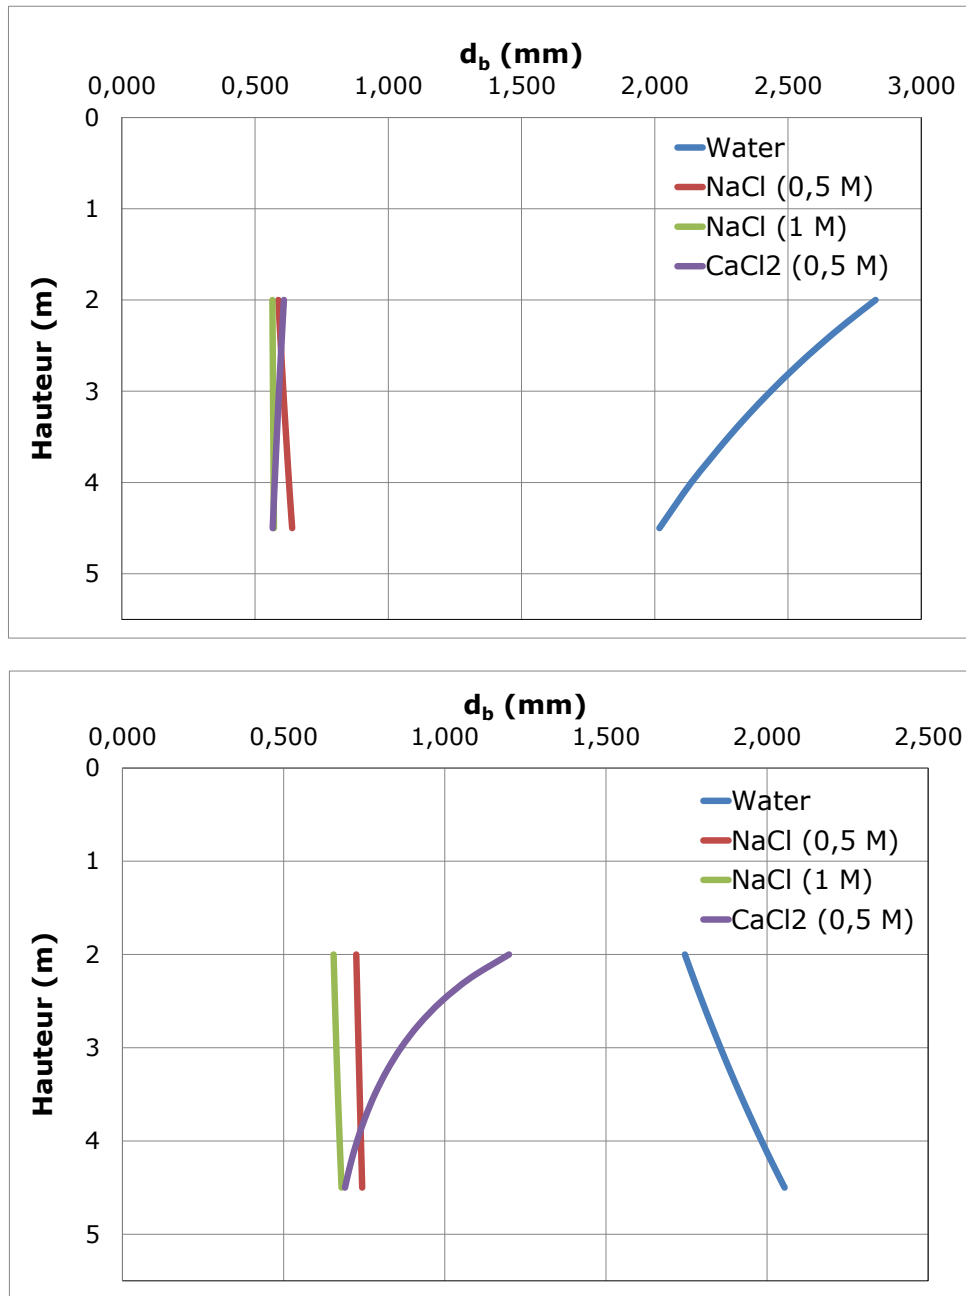 d_b (mm)
0,000 0,500 1,000 1,500 2,000 2,500 3,000
0
1
2
3
4
5
Hauteur (m)
Water
NaCl (0,5 M)
NaCl (1 M)
CaCl2 (0,5 M)
d_b (mm)
0,000 0,500 1,000 1,500 2,000 2,500
0
1
2
3
4
5
Hauteur (m)
Water
NaCl (0,5 M)
NaCl (1 M)
CaCl2 (0,5 M)